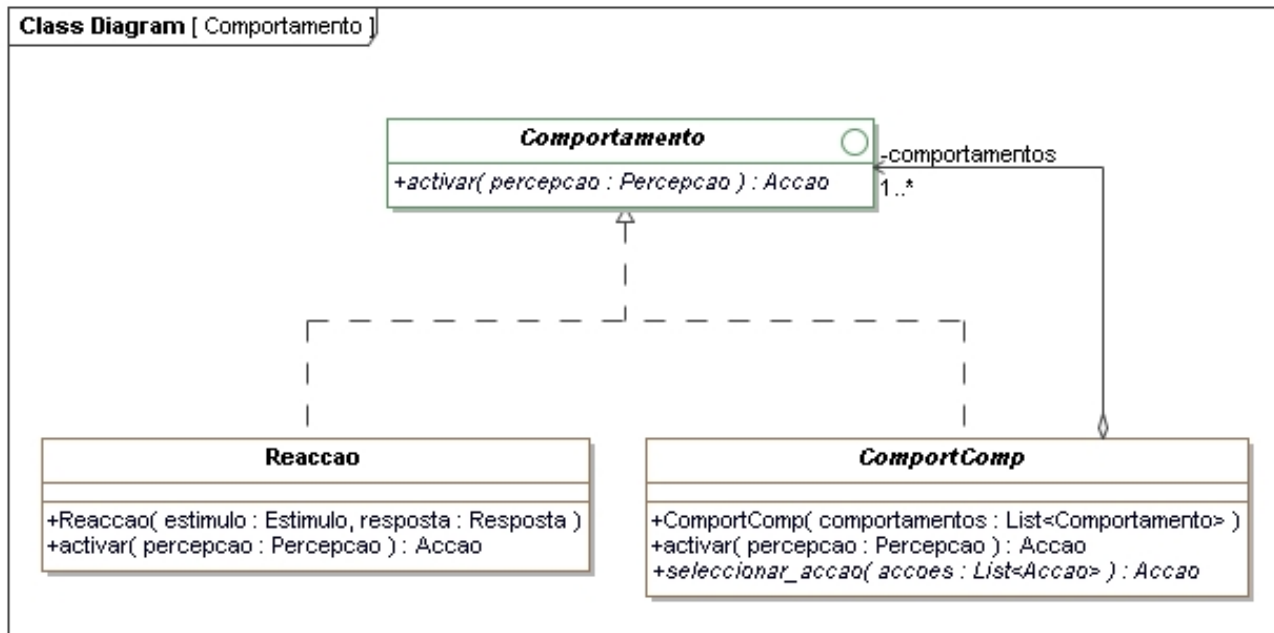 Class Diagram [ Comportamento ]
Comportamento
+activar( percepcao : Percepcao ) : Accao
-comportamentos
1..*
Reaccao
+Reaccao( estimulo : Estimulo, resposta : Resposta )
+activar( percepcao : Percepcao ) : Accao
ComportComp
+ComportComp( comportamentos : List<Comportamento> )
+activar( percepcao : Percepcao ) : Accao
+seleccionar_accao( accoes : List<Accao> ) : Accao